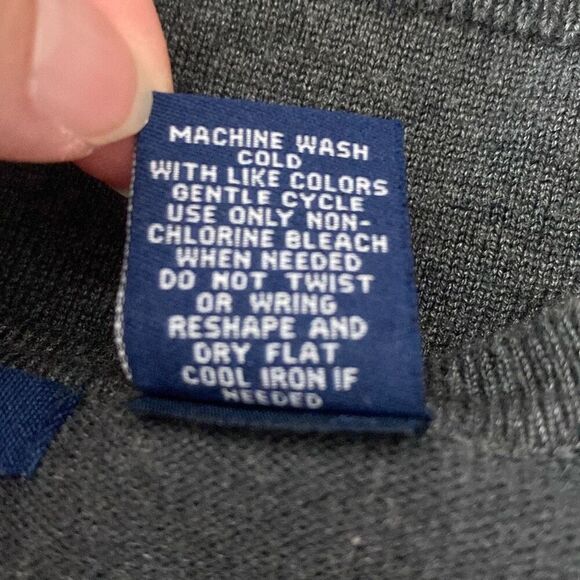 MACHINE WASH
COLD
WITH LIKE COLORS
GENTLE CYCLE
USE ONLY NON-
CHLORINE BLEACH
WHEN NEEDED
DO NOT TWIST
OR WRING
RESHAPE AND
DRY FLAT
COOL IRON IF
NEEDED